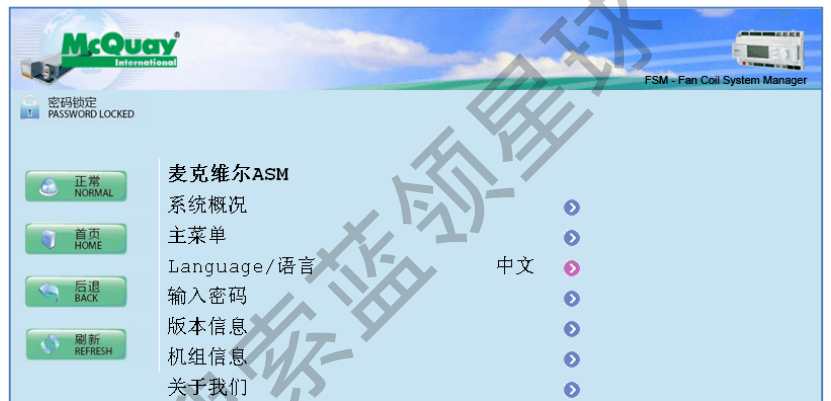 McQuay®
International
FSM - Fan Coil System Manager
密码锁定
PASSWORD LOCKED
正常
NORMAL
首页
HOME
后退
BACK
刷新
REFRESH
麦克维尔ASM
系统概况
主菜单
Language/语言 中文
输入密码
版本信息
机组信息
关于我们
搜索蓝领星球